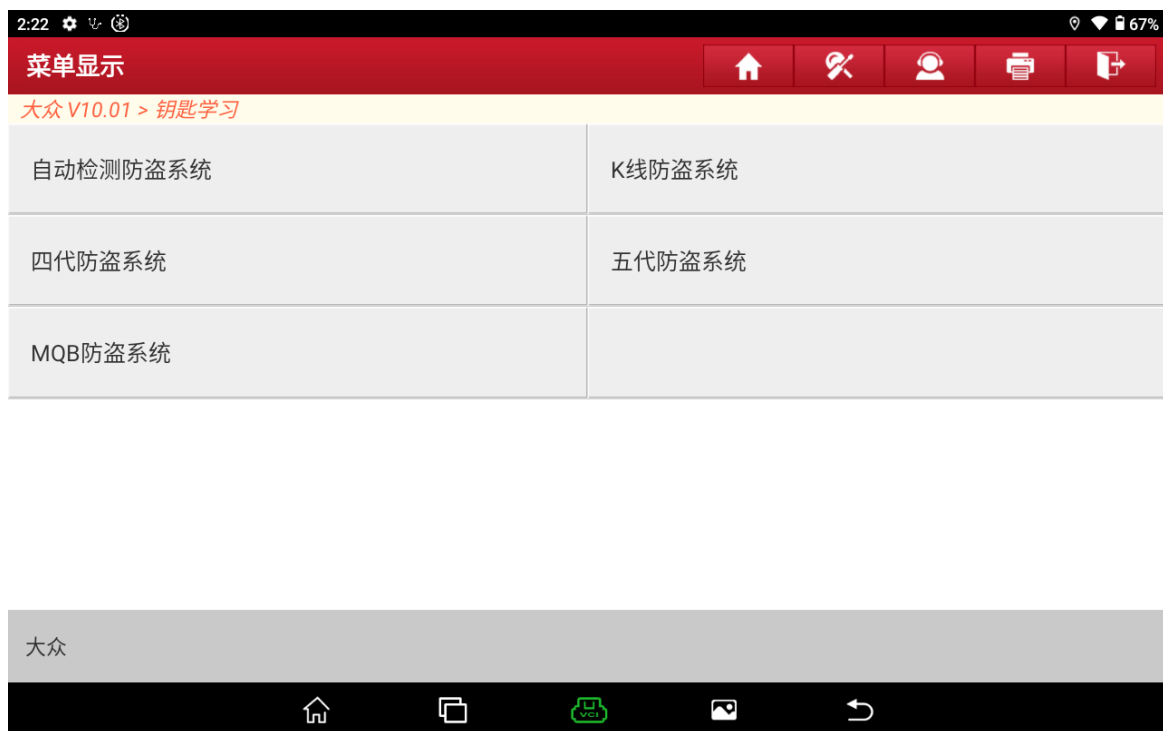 2:22
67%
菜单显示
大众 V10.01 > 钥匙学习
自动检测防盗系统
K线防盗系统
四代防盗系统
五代防盗系统
MQB防盗系统
大众
VCI